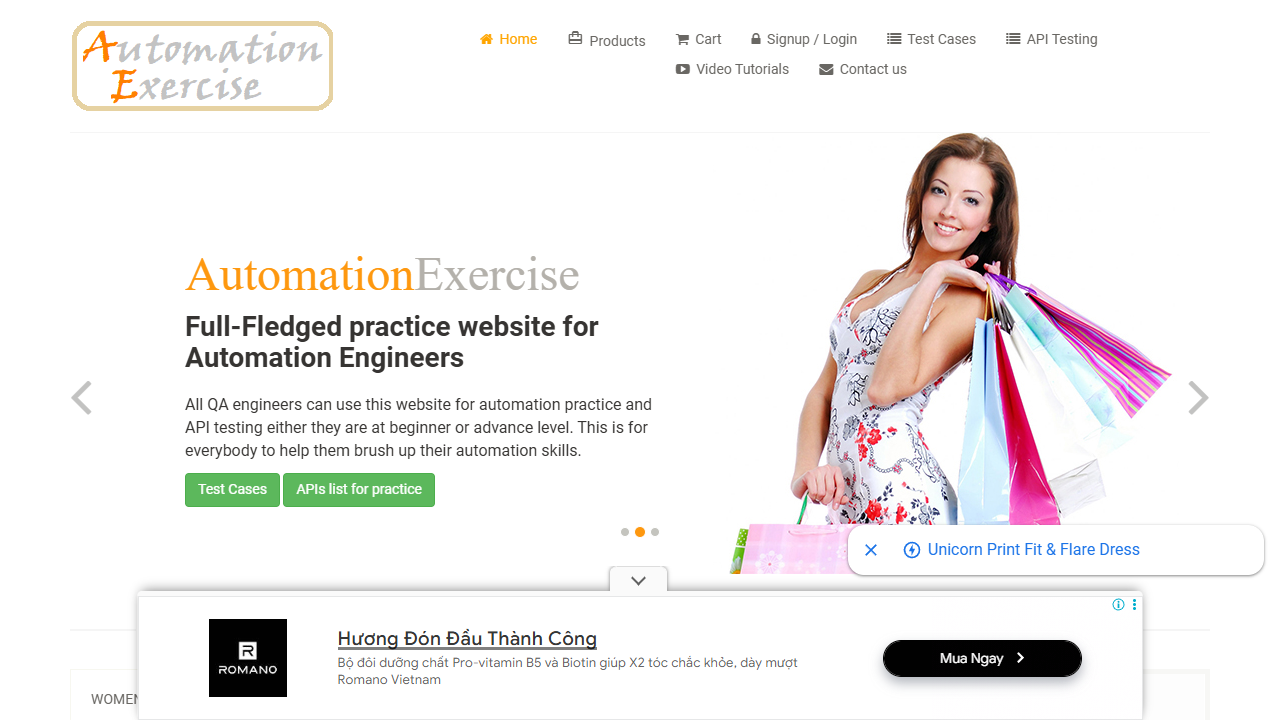 Automation
Exercise
Home
Products
Cart
Signup / Login
Test Cases
API Testing
Video Tutorials
Contact us
AutomationExercise
Full-Fledged practice website for
Automation Engineers
All QA engineers can use this website for automation practice and
API testing either they are at beginner or advance level. This is for
everybody to help them brush up their automation skills.
Test Cases
APIs list for practice
Unicorn Print Fit & Flare Dress
R
ROMANO
Hương Đón Đầu Thành Công
Bộ đôi dưỡng chất Pro-vitamin B5 và Biotin giúp X2 tóc chắc khỏe, dày mượt
Romano Vietnam
Mua Ngay
WOMEN